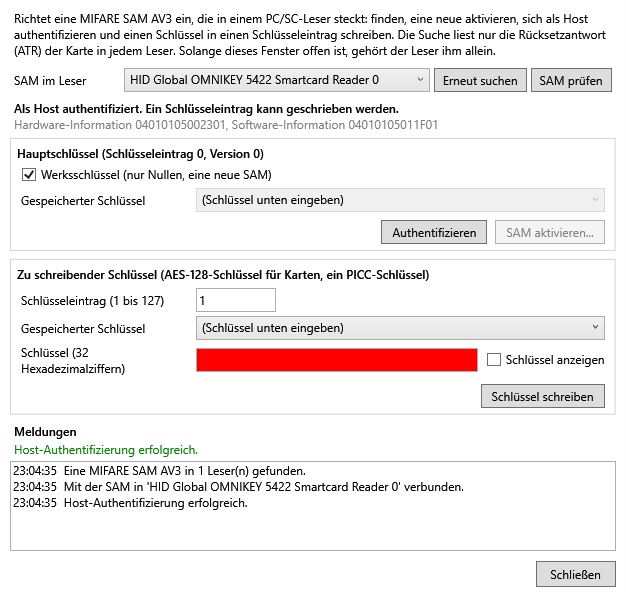 Richtet eine MIFARE SAM AV3 ein, die in einem PC/SC-Leser steckt: finden, eine neue aktivieren, sich als Host
authentifizieren und einen Schlüssel in einen Schlüsseleintrag schreiben. Die Suche liest nur die Rücksetzantwort
(ATR) der Karte in jedem Leser. Solange dieses Fenster offen ist, gehört der Leser ihm allein.
SAM im Leser HID Global OMNIKEY 5422 Smartcard Reader 0 Erneut suchen SAM prüfen
Als Host authentifiziert. Ein Schlüsseleintrag kann geschrieben werden.
Hardware-Information 04010105002301, Software-Information 04010105011F01
Hauptschlüssel (Schlüsseleintrag 0, Version 0)
Werksschlüssel (nur Nullen, eine neue SAM)
Gespeicherter Schlüssel (Schlüssel unten eingeben)
Authentifizieren SAM aktivieren...
Zu schreibender Schlüssel (AES-128-Schlüssel für Karten, ein PICC-Schlüssel)
Schlüsseleintrag (1 bis 127) 1
Gespeicherter Schlüssel (Schlüssel unten eingeben)
Schlüssel (32
Hexadezimalziffern) Schlüssel anzeigen
Schlüssel schreiben
Meldungen
Host-Authentifizierung erfolgreich.
23:04:35 Eine MIFARE SAM AV3 in 1 Leser(n) gefunden.
23:04:35 Mit der SAM in 'HID Global OMNIKEY 5422 Smartcard Reader 0' verbunden.
23:04:35 Host-Authentifizierung erfolgreich.
Schließen